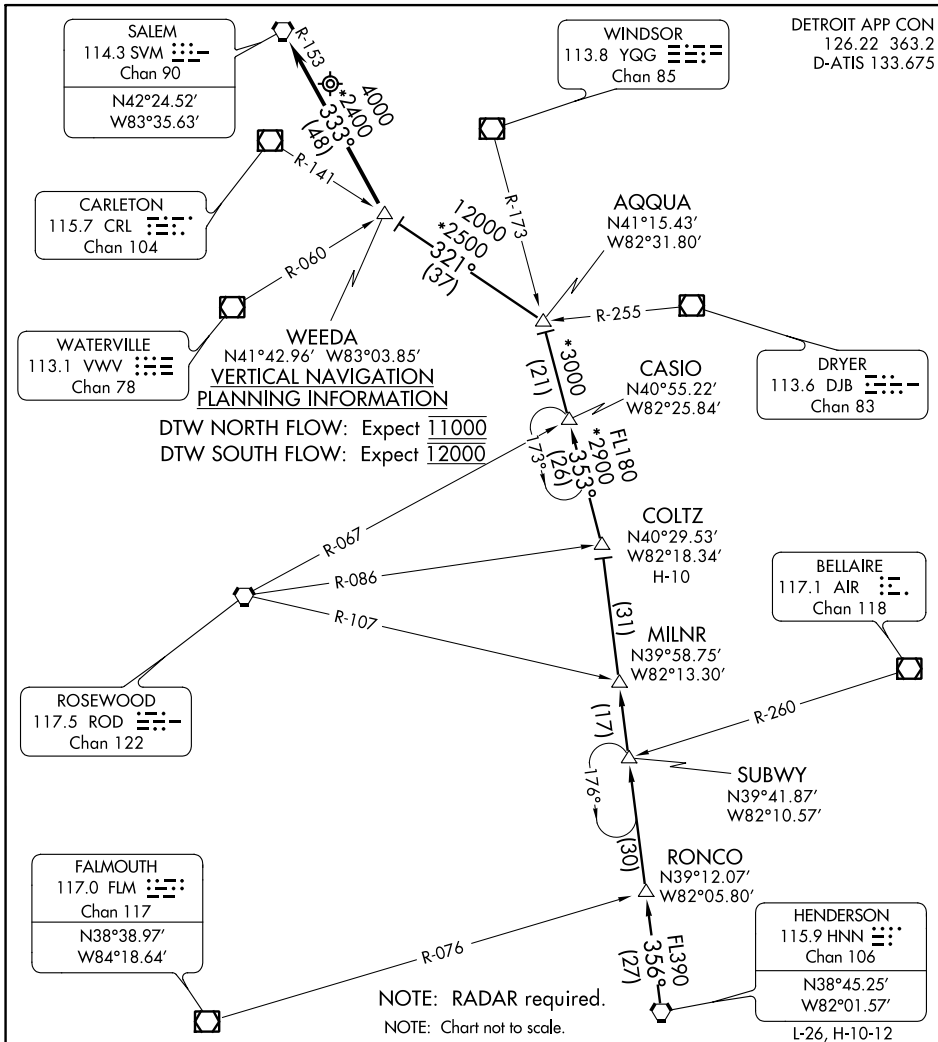 DETROIT APP CON
126.22 363.2
D-ATIS 133.675
SALEM
114.3 SVM
Chan 90
N42°24.52′
W83°35.63′
R-153
4000
*2400
333°
(48)
WINDSOR
113.8 YQG
Chan 85
R-173
CARLETON
115.7 CRL
Chan 104
R-141
AQQUA
N41°15.43′
W82°31.80′
12000
*2500
321°
(37)
R-060
WATERVILLE
113.1 VWV
Chan 78
R-255
DRYER
113.6 DJB
Chan 83
WEEDA
N41°42.96′ W83°03.85′
VERTICAL NAVIGATION
PLANNING INFORMATION
DTW NORTH FLOW: Expect 11000
DTW SOUTH FLOW: Expect 12000
*3000
(21)
CASIO
N40°55.22′
W82°25.84′
FL180
*2900
353°
(26)
173°
COLTZ
N40°29.53′
W82°18.34′
H-10
R-067
R-086
R-107
BELLAIRE
117.1 AIR
Chan 118
(31)
MILNR
N39°58.75′
W82°13.30′
ROSEWOOD
117.5 ROD
Chan 122
R-260
(17)
SUBWY
N39°41.87′
W82°10.57′
176°
(30)
RONCO
N39°12.07′
W82°05.80′
FALMOUTH
117.0 FLM
Chan 117
N38°38.97′
W84°18.64′
R-076
FL390
356°
(27)
HENDERSON
115.9 HNN
Chan 106
N38°45.25′
W82°01.57′
L-26, H-10-12
NOTE: RADAR required.
NOTE: Chart not to scale.